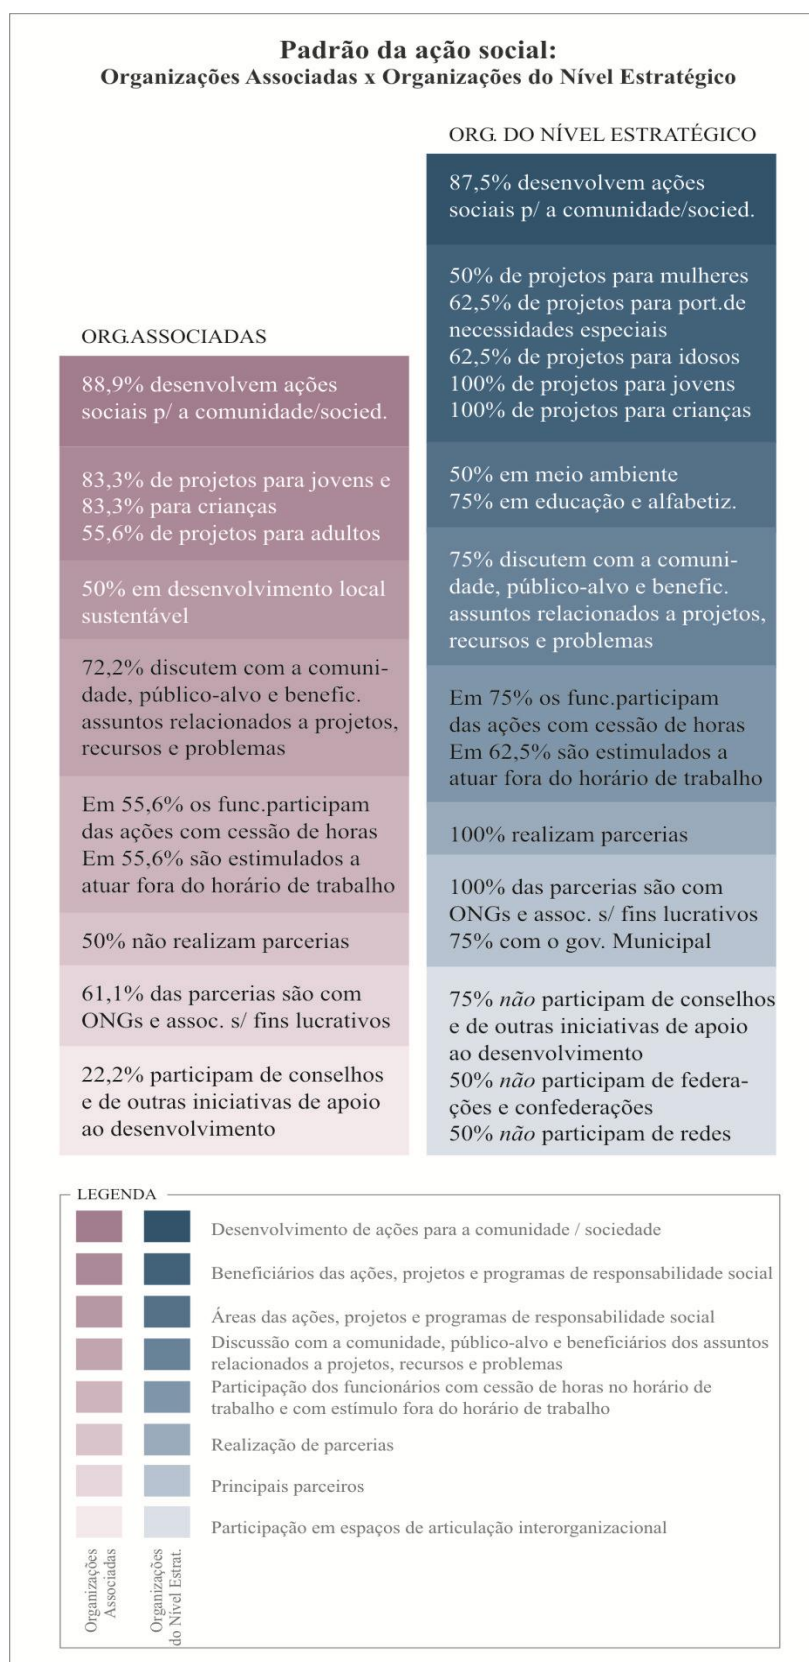 Padrão da ação social:
Organizações Associadas x Organizações do Nível Estratégico
ORG.ASSOCIADAS
88,9% desenvolvem ações
sociais p/ a comunidade/socied.
83,3% de projetos para jovens e
83,3% para crianças
55,6% de projetos para adultos
50% em desenvolvimento local
sustentável
72,2% discutem com a comuni-
dade, público-alvo e benefic.
assuntos relacionados a projetos,
recursos e problemas
Em 55,6% os func.participam
das ações com cessão de horas
Em 55,6% são estimulados a
atuar fora do horário de trabalho
50% não realizam parcerias
61,1% das parcerias são com
ONGs e assoc. s/ fins lucrativos
22,2% participam de conselhos
e de outras iniciativas de apoio
ao desenvolvimento
ORG. DO NÍVEL ESTRATÉGICO
87,5% desenvolvem ações
sociais p/ a comunidade/socied.
50% de projetos para mulheres
62,5% de projetos para port.de
necessidades especiais
62,5% de projetos para idosos
100% de projetos para jovens
100% de projetos para crianças
50% em meio ambiente
75% em educação e alfabetiz.
75% discutem com a comuni-
dade, público-alvo e benefic.
assuntos relacionados a projetos,
recursos e problemas
Em 75% os func.participam
das ações com cessão de horas
Em 62,5% são estimulados a
atuar fora do horário de trabalho
100% realizam parcerias
100% das parcerias são com
ONGs e assoc. s/ fins lucrativos
75% com o gov. Municipal
75% não participam de conselhos
e de outras iniciativas de apoio
ao desenvolvimento
50% não participam de federa-
ções e confederações
50% não participam de redes
LEGENDA
Desenvolvimento de ações para a comunidade / sociedade
Beneficiários das ações, projetos e programas de responsabilidade social
Áreas das ações, projetos e programas de responsabilidade social
Discussão com a comunidade, público-alvo e beneficiários dos assuntos
relacionados a projetos, recursos e problemas
Participação dos funcionários com cessão de horas no horário de
trabalho e com estímulo fora do horário de trabalho
Realização de parcerias
Principais parceiros
Participação em espaços de articulação interorganizacional
Organizações
Associadas
Organizações
do Nível Estrat.